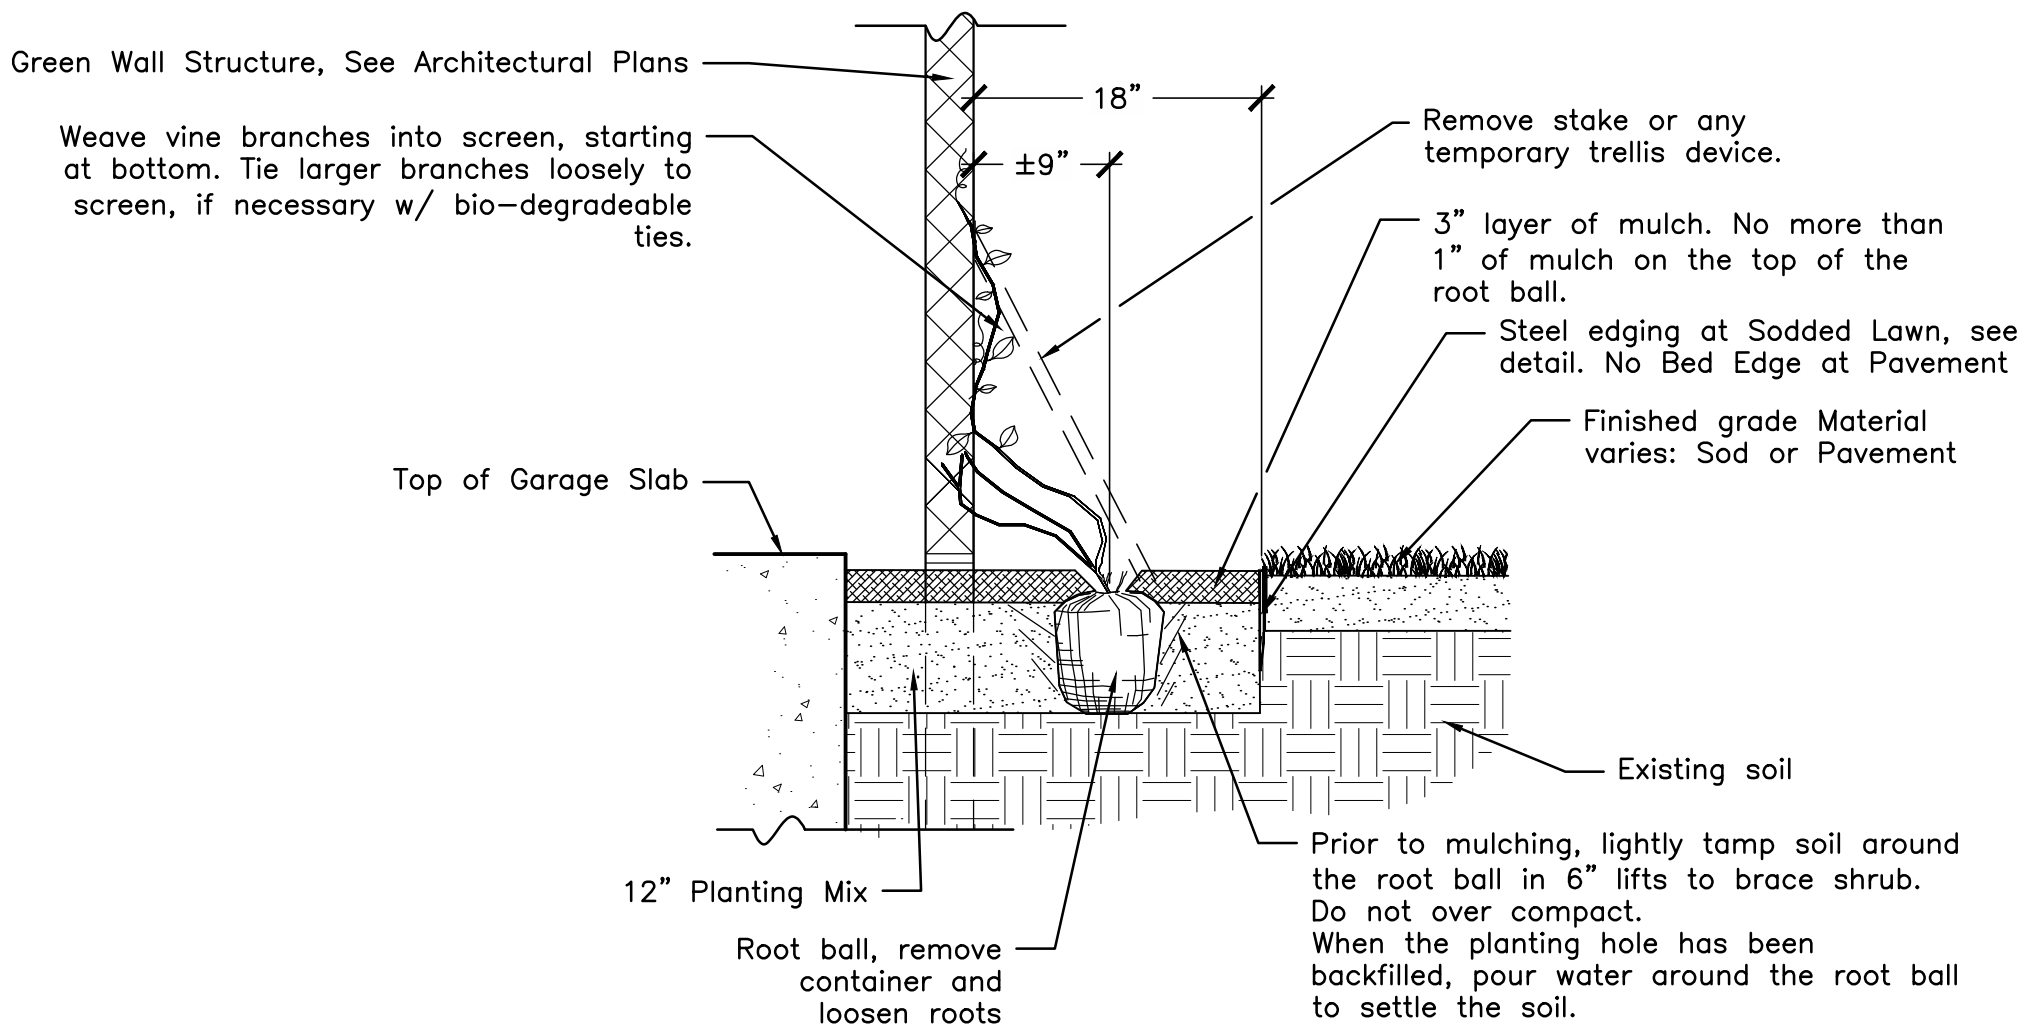 Green Wall Structure, See Architectural Plans
Weave vine branches into screen, starting
at bottom. Tie larger branches loosely to
screen, if necessary w/ bio-degradeable
ties.
18”
±9”
Remove stake or any
temporary trellis device.
3” layer of mulch. No more than
1” of mulch on the top of the
root ball.
Steel edging at Sodded Lawn, see
detail. No Bed Edge at Pavement
Finished grade Material
varies: Sod or Pavement
Top of Garage Slab
Existing soil
12” Planting Mix
Root ball, remove
container and
loosen roots
Prior to mulching, lightly tamp soil around
the root ball in 6” lifts to brace shrub.
Do not over compact.
When the planting hole has been
backfilled, pour water around the root ball
to settle the soil.